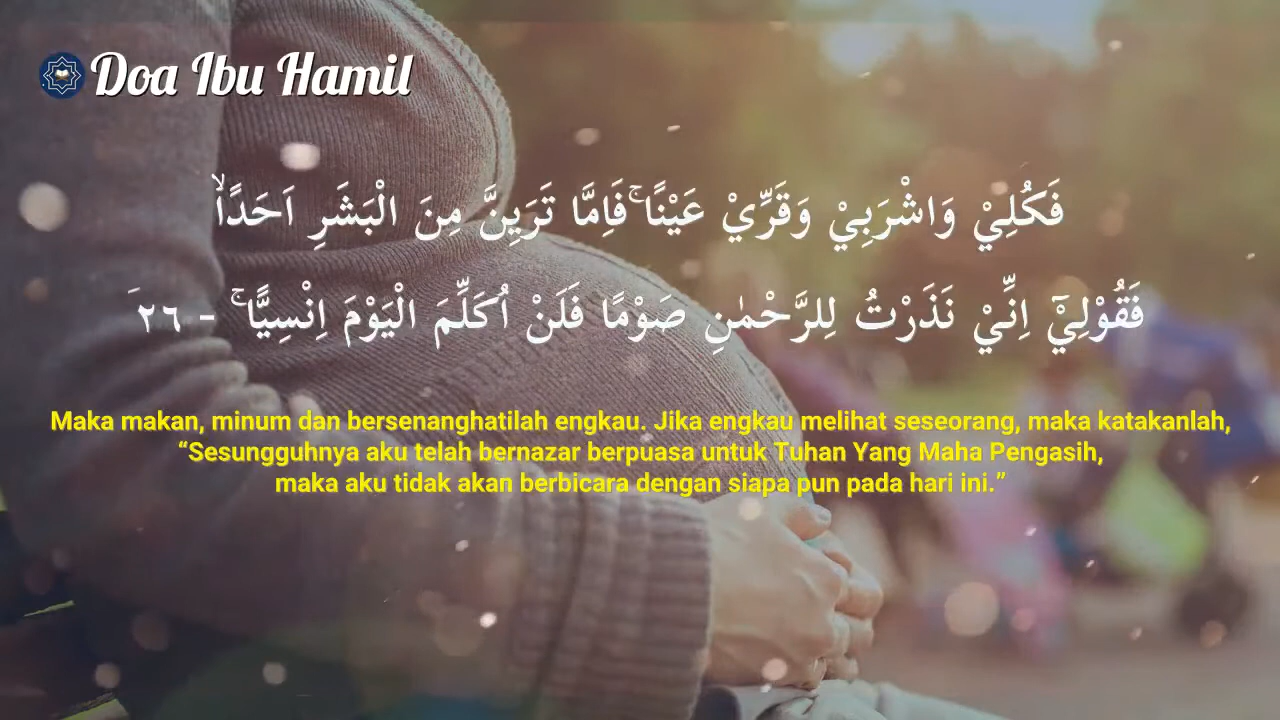 Doa Ibu Hamil
فَكُلِيْ وَاشْرَبِيْ وَقَرِّيْ عَيْنًا ۚفَاِمَّا تَرَيِنَّ مِنَ الْبَشَرِ اَحَدًاۙ
فَقُوْلِيْٓ اِنِّيْ نَذَرْتُ لِلرَّحْمٰنِ صَوْمًا فَلَنْ اُكَلِّمَ الْيَوْمَ اِنْسِيًّا ۚ - ٢٦َ
Maka makan, minum dan bersenanghatilah engkau. Jika engkau melihat seseorang, maka katakanlah,
“Sesungguhnya aku telah bernazar berpuasa untuk Tuhan Yang Maha Pengasih,
maka aku tidak akan berbicara dengan siapa pun pada hari ini.”